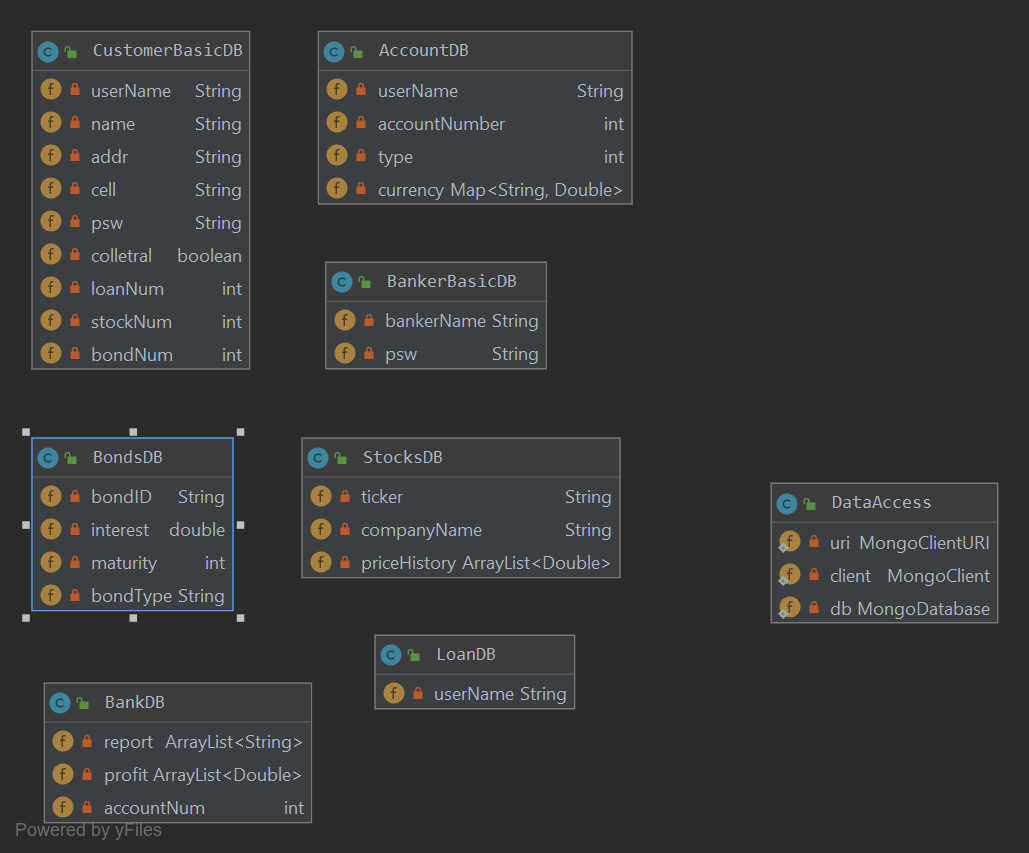 CustomerBasicDB
userName String
name String
addr String
cell String
psw String
colletral boolean
loanNum int
stockNum int
bondNum int
AccountDB
userName String
accountNumber int
type int
currency Map<String, Double>
BankerBasicDB
bankerName String
psw String
BondsDB
bondID String
interest double
maturity int
bondType String
StocksDB
ticker String
companyName String
priceHistory ArrayList<Double>
DataAccess
uri MongoClientURI
client MongoClient
db MongoDatabase
LoanDB
userName String
BankDB
report ArrayList<String>
profit ArrayList<Double>
accountNum int
Powered by yFiles